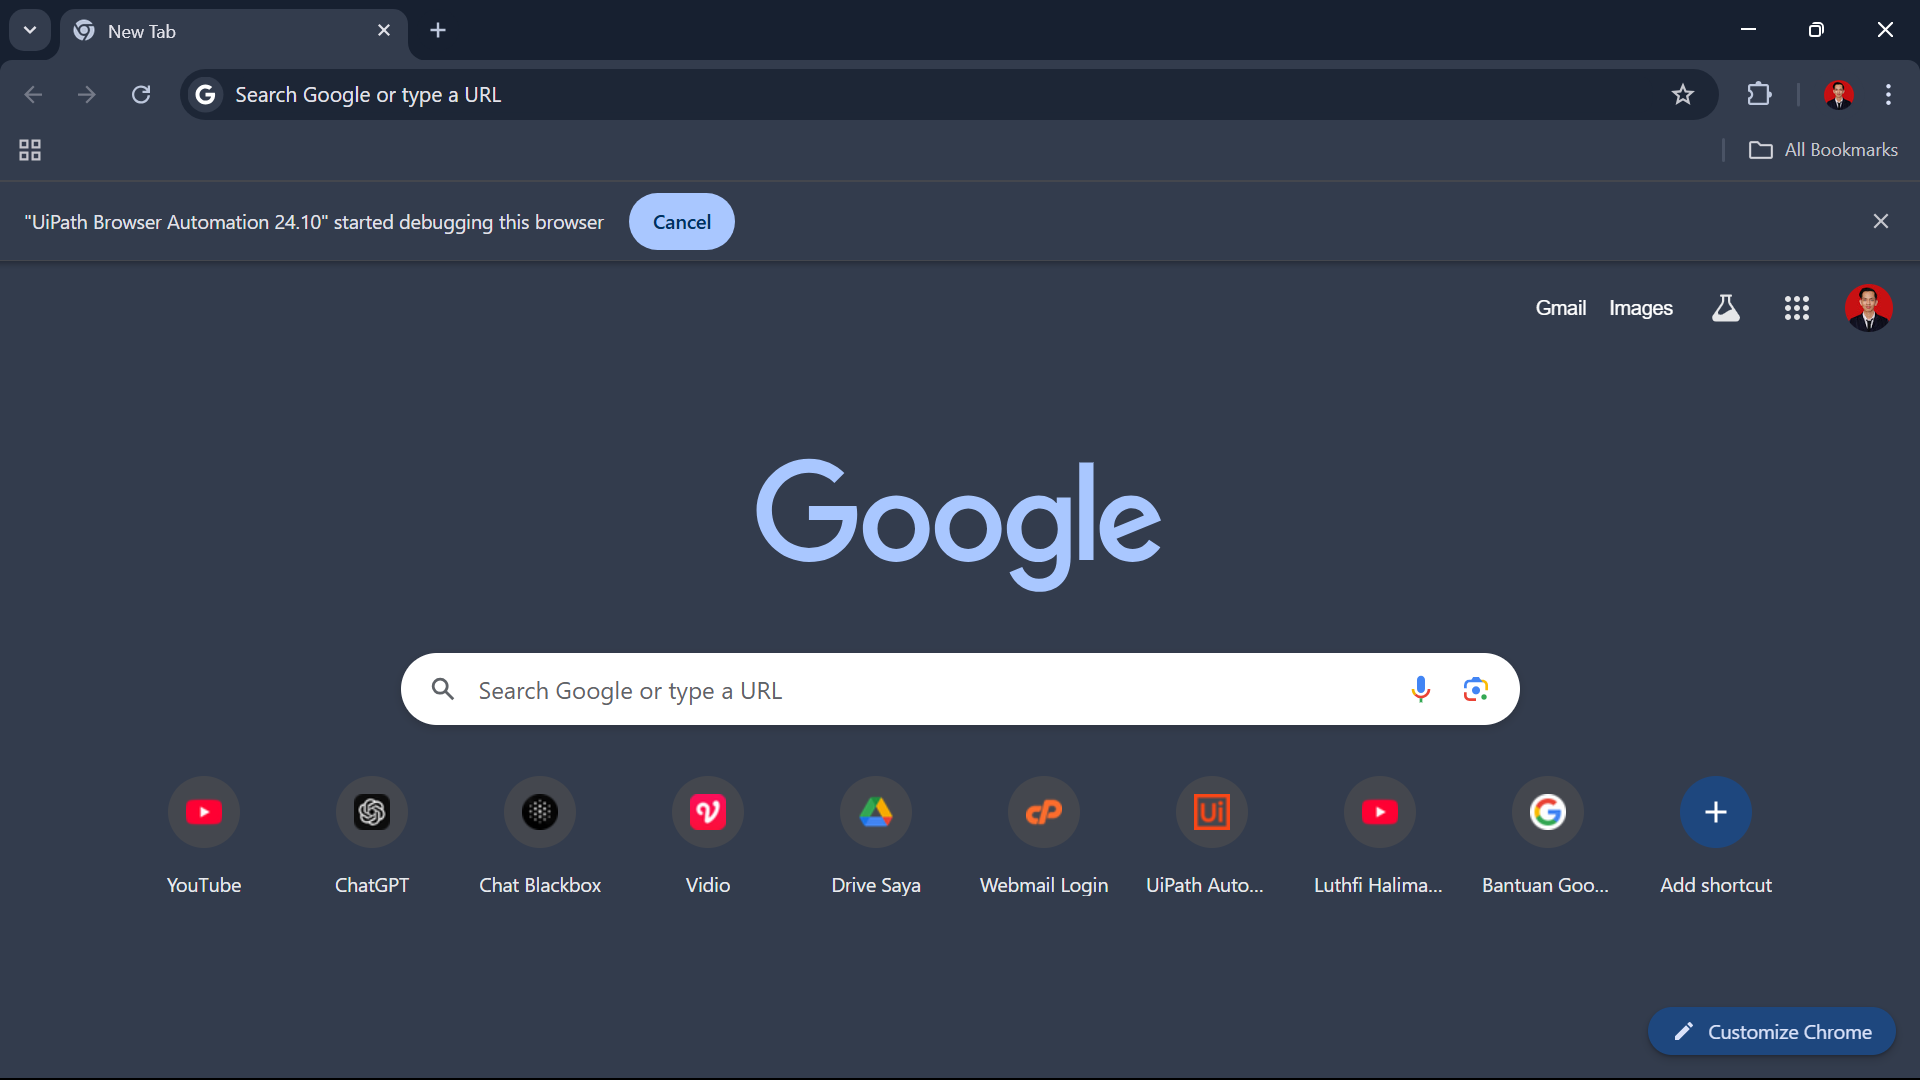 New Tab
Search Google or type a URL
All Bookmarks
"UiPath Browser Automation 24.10" started debugging this browser
Cancel
Gmail
Images
Google
Search Google or type a URL
YouTube
ChatGPT
Chat Blackbox
Vidio
Drive Saya
Webmail Login
UiPath Auto...
Luthfi Halima...
Bantuan Goo...
Add shortcut
Customize Chrome